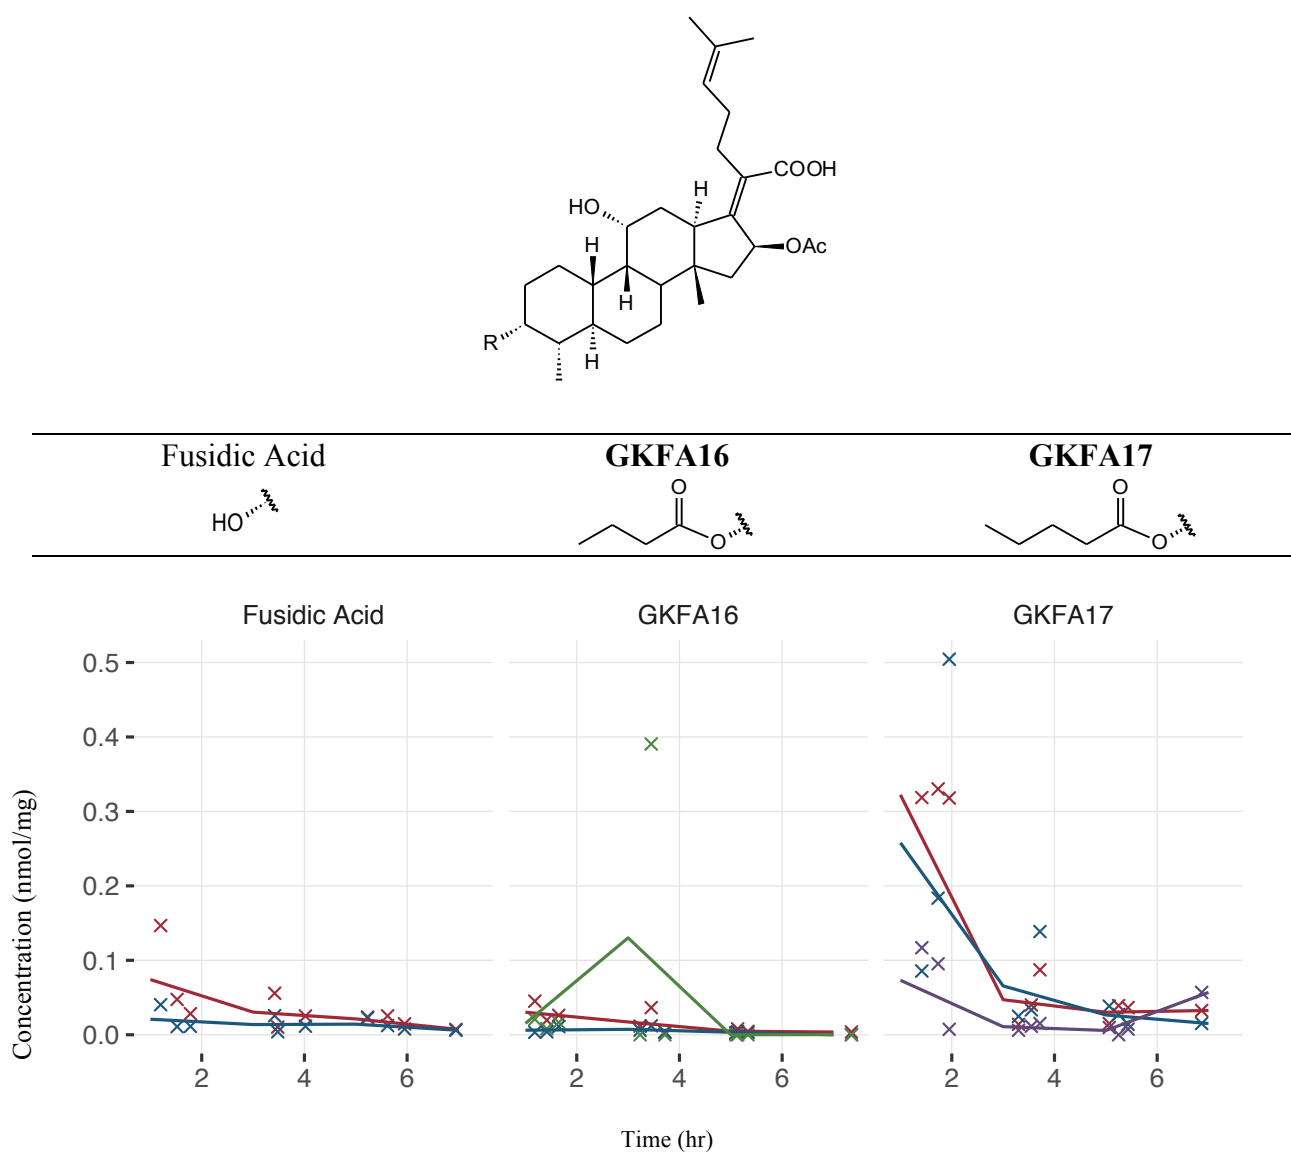 COOH
H
HO
H
OAc
H
R
H
Fusidic Acid GKFA16 GKFA17
O O
HO O O
Fusidic Acid GKFA16 GKFA17
0.5
0.4
0.3
0.2
0.1
0.0
Concentration (nmol/mg)
2 4 6 2 4 6 2 4 6
Time (hr)